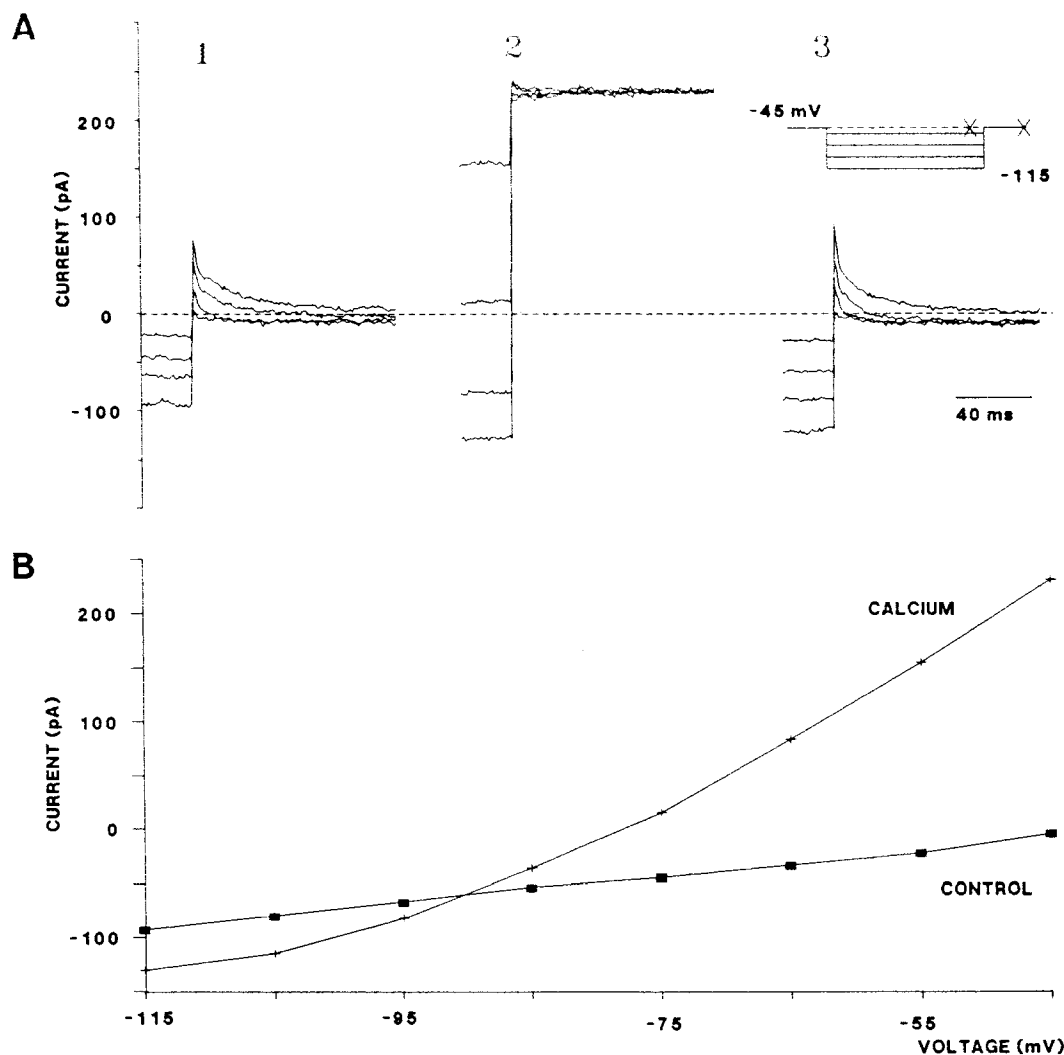 A
1
2
3
CURRENT (pA)
200
100
0
-100
-45 mV
-115
40 ms
B
CURRENT (pA)
200
100
0
-100
CALCIUM
CONTROL
-115
-95
-75
-55
VOLTAGE (mV)